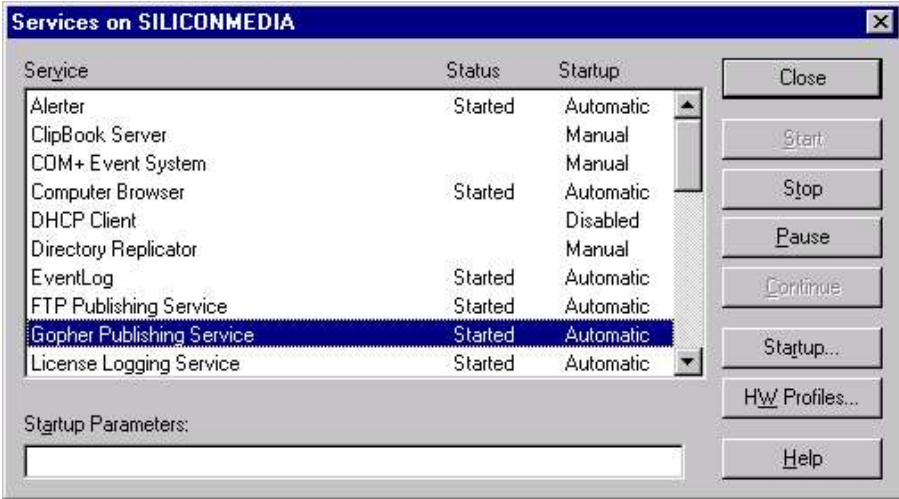 Services on SILICONMEDIA
Service Status Startup
Alerter Started Automatic
ClipBook Server Manual
COM+ Event System Manual
Computer Browser Started Automatic
DHCP Client Disabled
Directory Replicator Manual
EventLog Started Automatic
FTP Publishing Service Started Automatic
Gopher Publishing Service Started Automatic
License Logging Service Started Automatic
Startup Parameters:
Close
Start
Stop
Pause
Continue
Startup...
HW Profiles...
Help